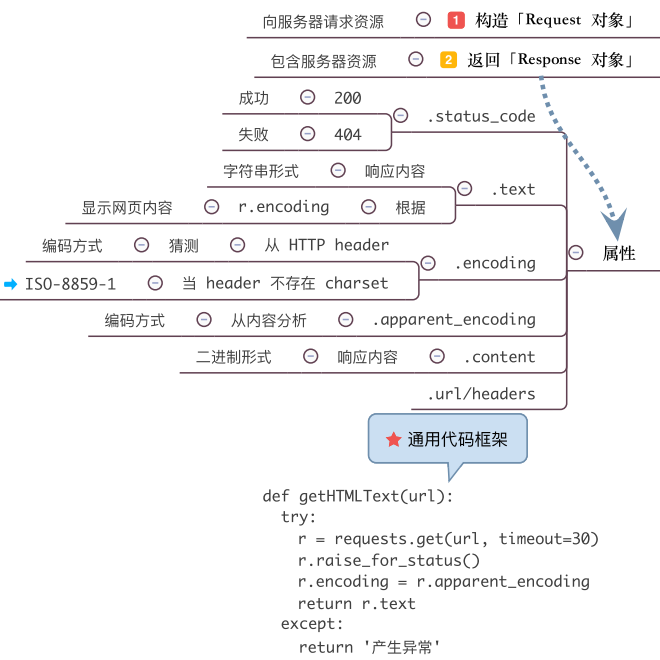 向服务器请求资源 1 构造「Request 对象」
包含服务器资源 2 返回「Response 对象」
成功 200
.status_code
失败 404
字符串形式 响应内容
.text
显示网页内容 r.encoding 根据
编码方式 猜测 从 HTTP header
属性
.encoding
ISO-8859-1 当 header 不存在 charset
编码方式 从内容分析 .apparent_encoding
二进制形式 响应内容 .content
.url/headers
通用代码框架
def getHTMLText(url):
try:
r = requests.get(url, timeout=30)
r.raise_for_status()
r.encoding = r.apparent_encoding
return r.text
except:
return '产生异常'